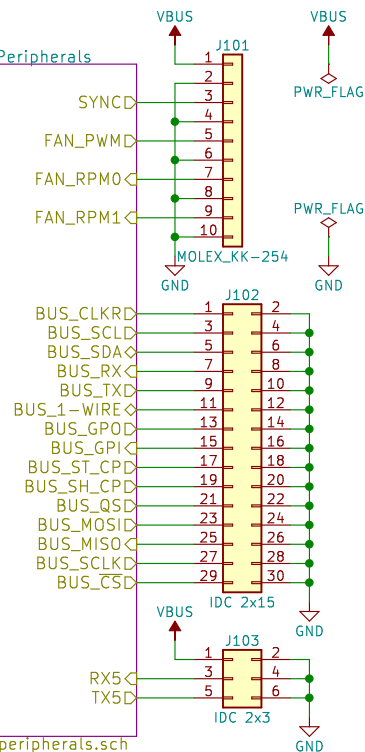 VBUS VBUS
J101
Peripherals
1
2
PWR_FLAG
SYNC 3
4
FAN_PWM 5
6
FAN_RPM0 7
8
PWR_FLAG
FAN_RPM1 9
10
MOLEX_KK-254
GND GND
J102
BUS_CLKR 1 2
BUS_SCL 3 4
BUS_SDA 5 6
BUS_RX 7 8
BUS_TX 9 10
BUS_1-WIRE 11 12
BUS_GPO 13 14
BUS_GPI 15 16
BUS_ST_CP 17 18
BUS_SH_CP 19 20
BUS_QS 21 22
BUS_MOSI 23 24
BUS_MISO 25 26
BUS_SCLK 27 28
BUS_C̅S̅ 29 30
IDC 2x15
VBUS
GND
J103
1 2
RX5 3 4
TX5 5 6
IDC 2x3
GND
peripherals.sch